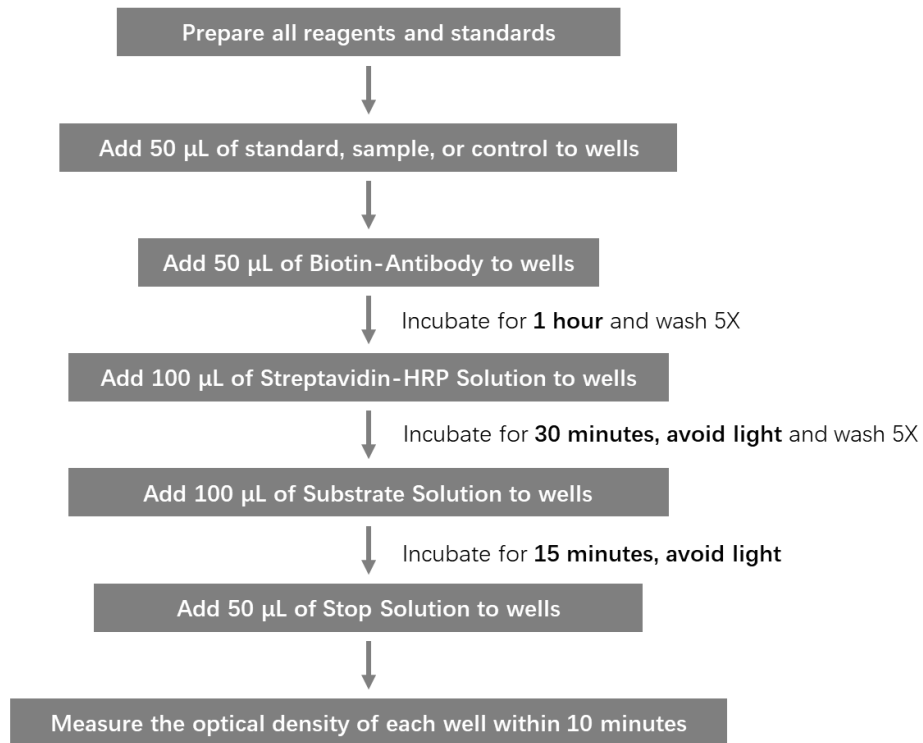 Prepare all reagents and standards
Add 50 μL of standard, sample, or control to wells
Add 50 μL of Biotin-Antibody to wells
Incubate for 1 hour and wash 5X
Add 100 μL of Streptavidin-HRP Solution to wells
Incubate for 30 minutes, avoid light and wash 5X
Add 100 μL of Substrate Solution to wells
Incubate for 15 minutes, avoid light
Add 50 μL of Stop Solution to wells
Measure the optical density of each well within 10 minutes